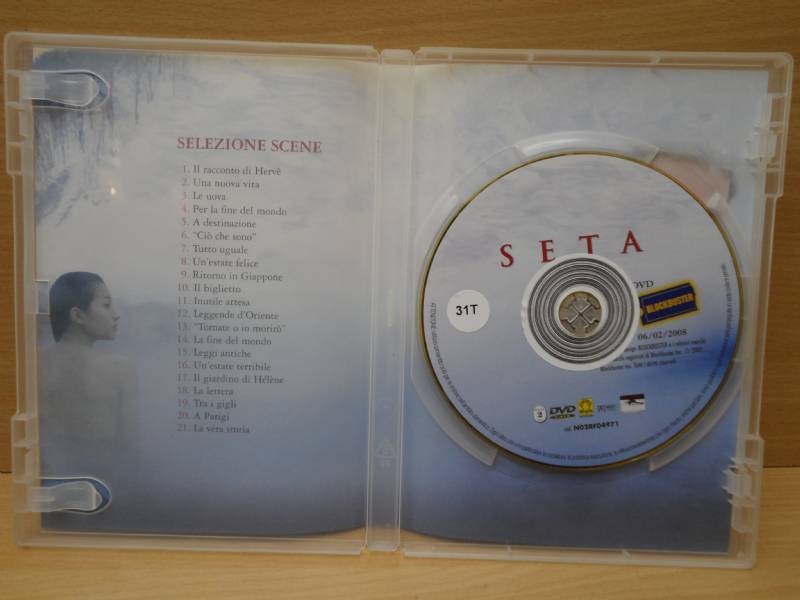 SELEZIONE SCENE
1. Il racconto di Hervé
2. Una nuova vita
3. Le uova
4. Per la fine del mondo
5. A destinazione
6. "Ciò che sono"
7. Tutto uguale
8. Un'estate felice
9. Ritorno in Giappone
10. Il biglietto
11. Inutile attesa
12. Leggende d'Oriente
13. "Tornate o io morirò"
14. La fine del mondo
15. Leggi antiche
16. Un'estate terribile
17. Il giardino di Hélène
18. La lettera
19. Tra i gigli
20. A Parigi
21. La vera storia
SETA
DVD
31T
BLOCKBUSTER
06/02/2008
2
DVD
cod. N02BF04971